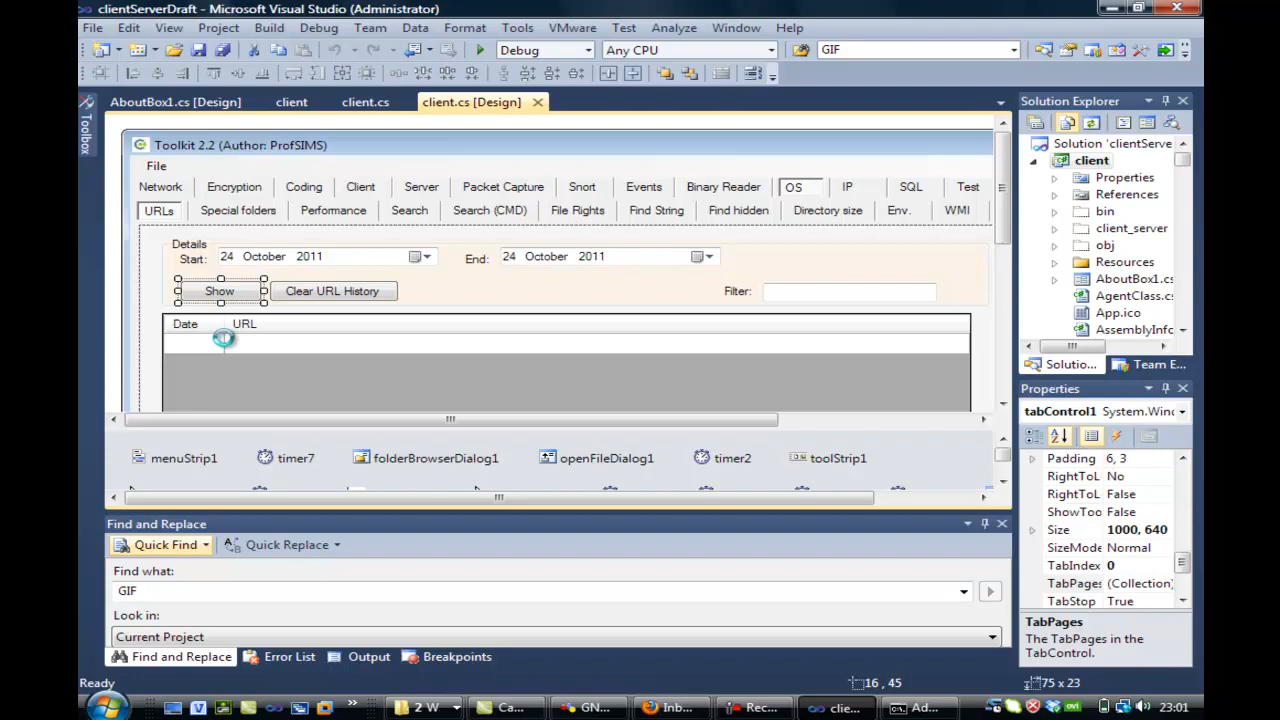 clientServerDraft - Microsoft Visual Studio (Administrator)
File Edit View Project Build Debug Team Format Tools Data VMware Test Analyze Window Help
Debug Any CPU GIF
AboutBox1.cs [Design] client client.cs client.cs [Design]
Toolbox
Toolkit 2.2 (Author: ProfSIMS)
File
Network Encryption Coding Client Server Packet Capture Snort Events Binary Reader OS IP SQL Test
URLs Special folders Performance Search Search (CMD) File Rights Find String Find hidden Directory size Env. WMI
Details
Start: 24 October 2011 End: 24 October 2011
Show Clear URL History Filter:
Date URL
menuStrip1 timer7 folderBrowserDialog1 openFileDialog1 timer2 toolStrip1
Find and Replace
Quick Find Quick Replace
Find what:
GIF
Look in:
Current Project
Find and Replace Error List Output Breakpoints
Ready 16 , 45 75 x 23
Solution Explorer
Solution 'clientServe
client
Properties
References
bin
client_server
obj
Resources
AboutBox1.c
AgentClass.c
App.ico
AssemblyInfo
Solutio... Team E...
Properties
tabControl1 System.Winc
Padding 6, 3
RightToL No
RightToL False
ShowToo False
Size 1000, 640
SizeMode Normal
TabIndex 0
TabPages (Collection)
TabStop True
TabPages
The TabPages in the
TabControl.
2 W Ca... GN... Inb... Rec... clie... Ad... 23:01